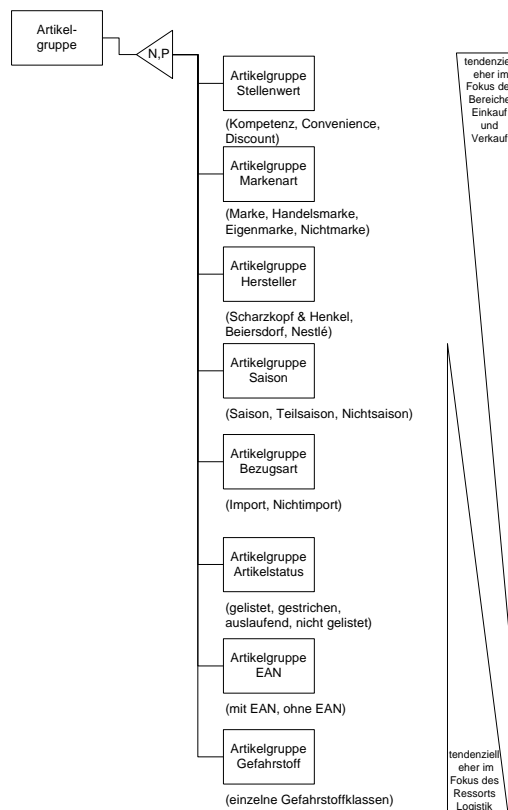 Artikel-
gruppe
N,P
Artikelgruppe
Stellenwert
(Kompetenz, Convenience,
Discount)
Artikelgruppe
Markenart
(Marke, Handelsmarke,
Eigenmarke, Nichtmarke)
Artikelgruppe
Hersteller
(Scharzkopf & Henkel,
Beiersdorf, Nestlé)
Artikelgruppe
Saison
(Saison, Teilsaison, Nichtsaison)
Artikelgruppe
Bezugsart
(Import, Nichtimport)
Artikelgruppe
Artikelstatus
(gelistet, gestrichen,
auslaufend, nicht gelistet)
Artikelgruppe
EAN
(mit EAN, ohne EAN)
Artikelgruppe
Gefahrstoff
(einzelne Gefahrstoffklassen)
eher im
Fokus
Einkauf
und
Verkauf
tendenziell
eher im
Fokus des
Ressorts
Logistik